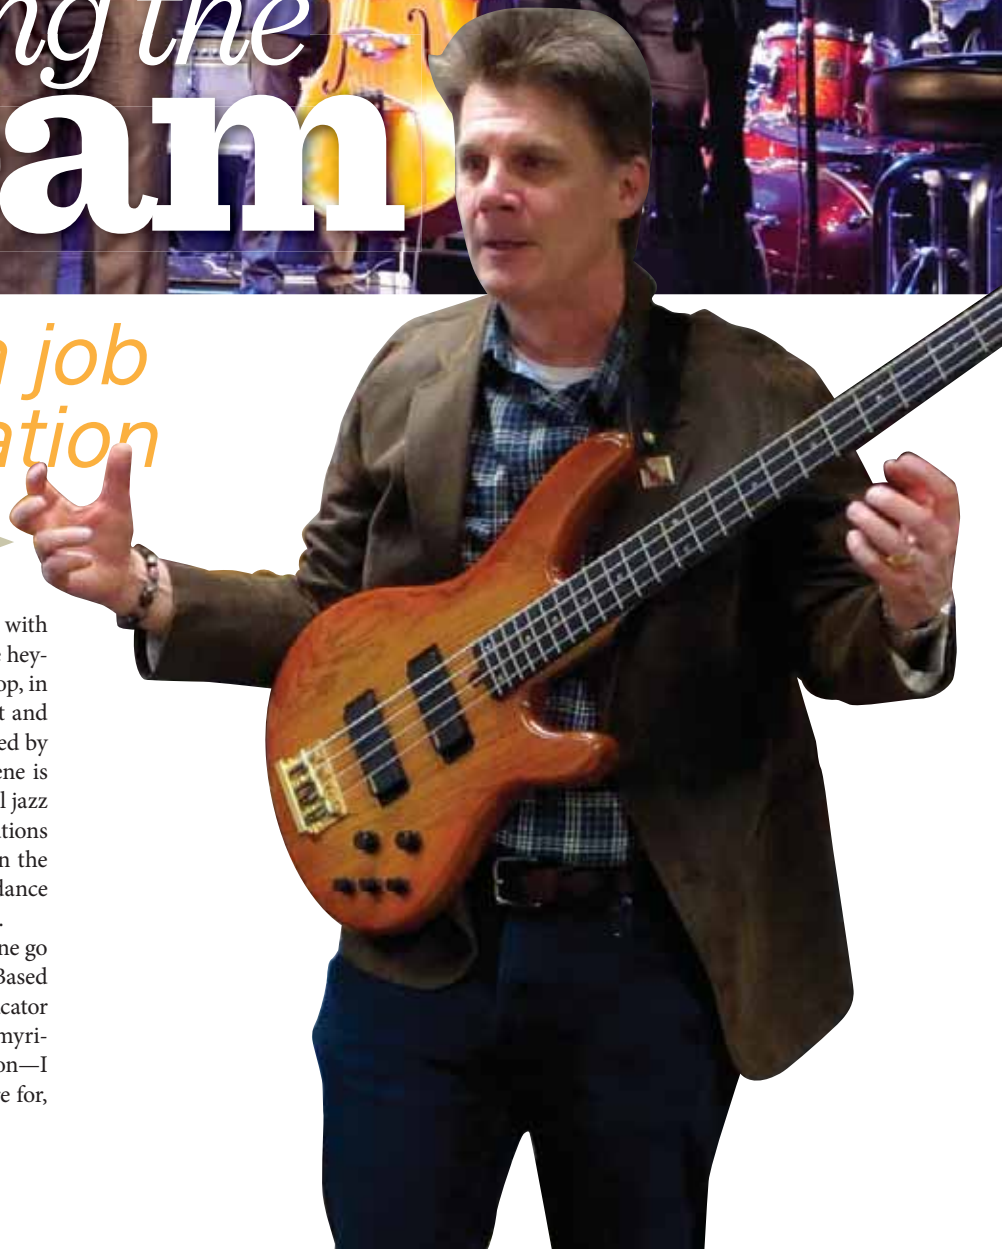 ng the
am
job
ation
with
hey-
op, in
t and
ed by
ene is
l jazz
tions
n the
dance
.
ne go
Based
cator
myri-
on—I
e for,